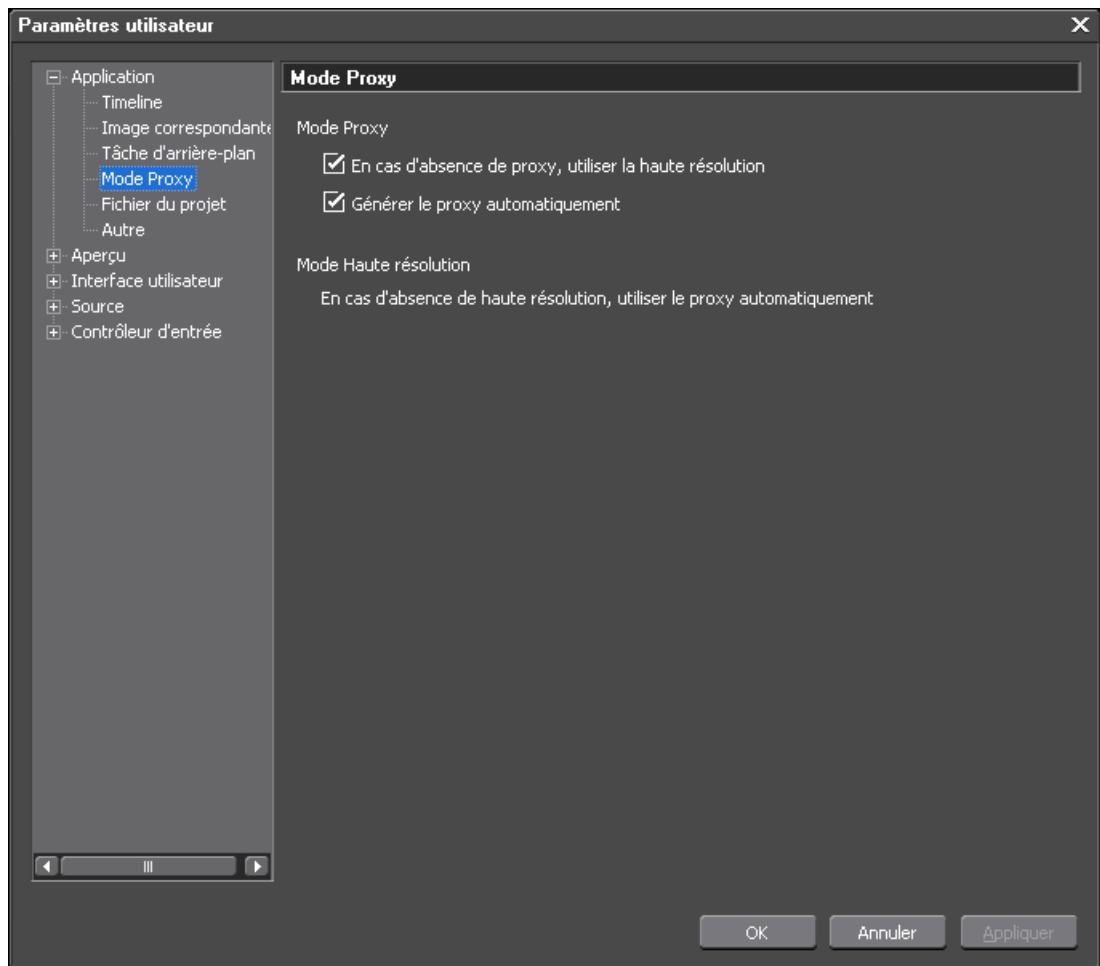 Paramètres utilisateur
Application
Timeline
Image correspondante
Tâche d'arrière-plan
Mode Proxy
Fichier du projet
Autre
Aperçu
Interface utilisateur
Source
Contrôleur d'entrée
Mode Proxy
Mode Proxy
En cas d'absence de proxy, utiliser la haute résolution
Générer le proxy automatiquement
Mode Haute résolution
En cas d'absence de haute résolution, utiliser le proxy automatiquement
OK
Annuler
Appliquer